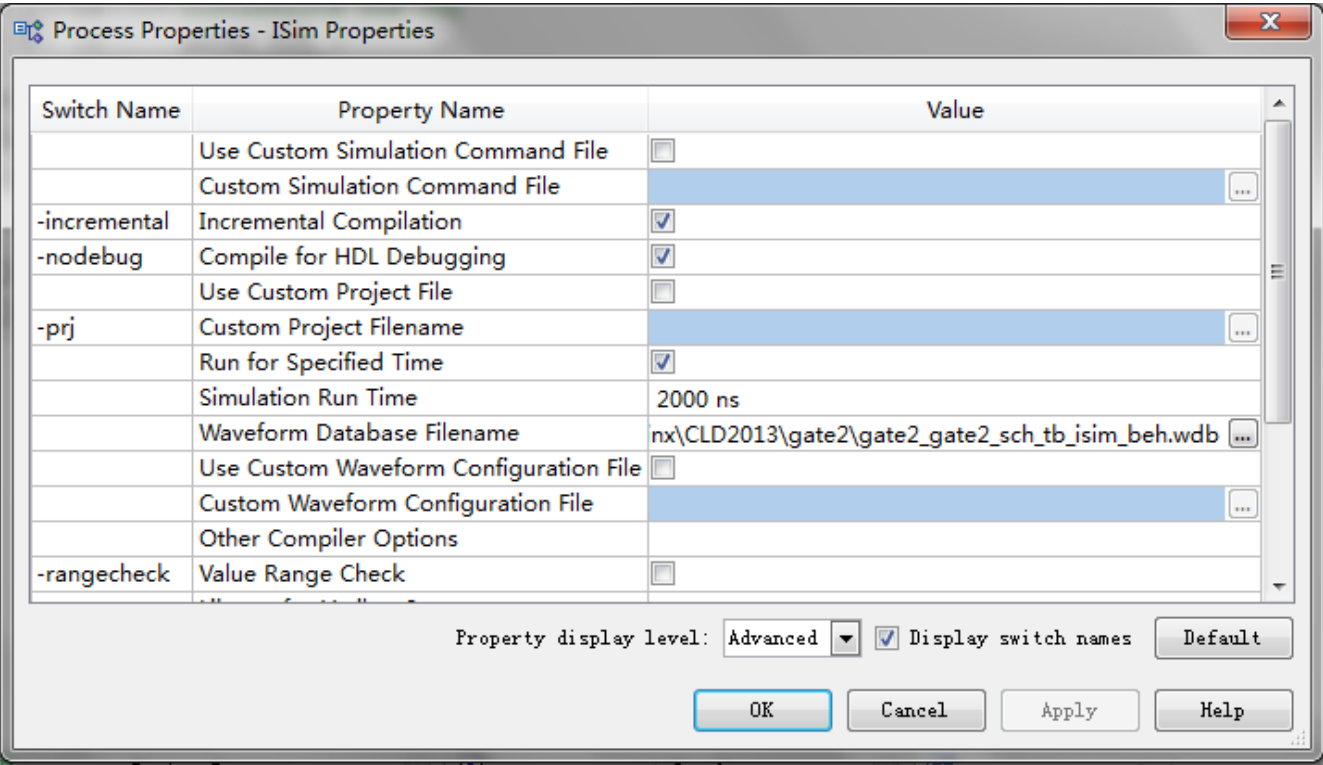 Process Properties - ISim Properties
Switch Name Property Name Value
Use Custom Simulation Command File
Custom Simulation Command File ...
-incremental Incremental Compilation
-nodebug Compile for HDL Debugging
Use Custom Project File
-prj Custom Project Filename ...
Run for Specified Time
Simulation Run Time 2000 ns
Waveform Database Filename nx\CLD2013\gate2\gate2_gate2_sch_tb_isim_beh.wdb ...
Use Custom Waveform Configuration File
Custom Waveform Configuration File ...
Other Compiler Options
-rangecheck Value Range Check
Property display level: Advanced Display switch names Default
OK Cancel Apply Help